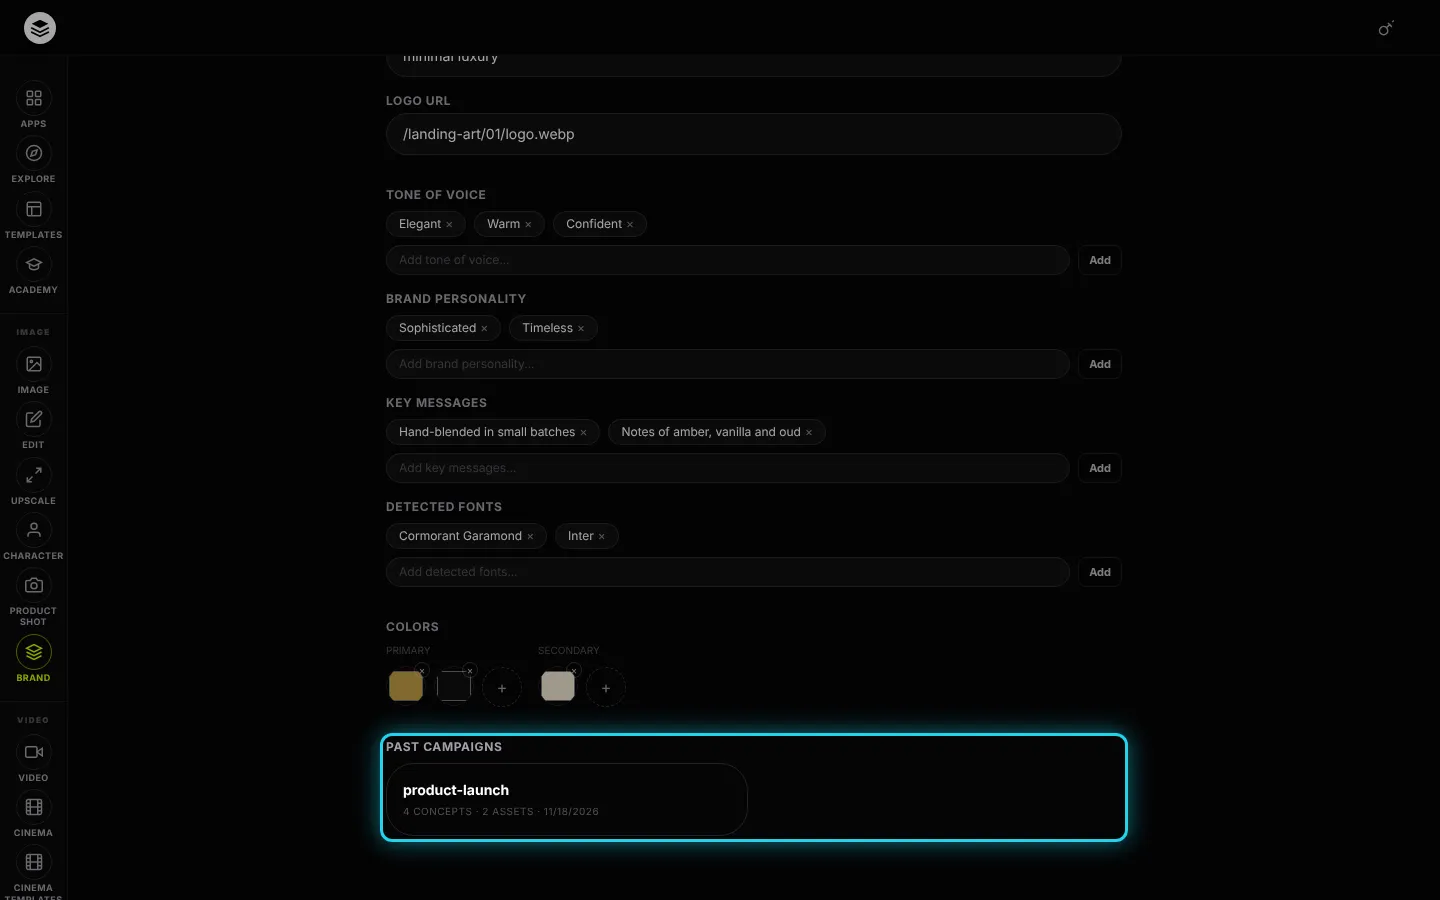 minimal luxury
LOGO URL
/landing-art/01/logo.webp
TONE OF VOICE
Elegant × Warm × Confident ×
Add tone of voice... Add
BRAND PERSONALITY
Sophisticated × Timeless ×
Add brand personality... Add
KEY MESSAGES
Hand-blended in small batches × Notes of amber, vanilla and oud ×
Add key messages... Add
DETECTED FONTS
Cormorant Garamond × Inter ×
Add detected fonts... Add
COLORS
PRIMARY SECONDARY
× × + × +
PAST CAMPAIGNS
product-launch
4 CONCEPTS · 2 ASSETS · 11/18/2026
APPS
EXPLORE
TEMPLATES
ACADEMY
IMAGE
IMAGE
EDIT
UPSCALE
CHARACTER
PRODUCT
SHOT
BRAND
VIDEO
VIDEO
CINEMA
CINEMA
TEMPLATES